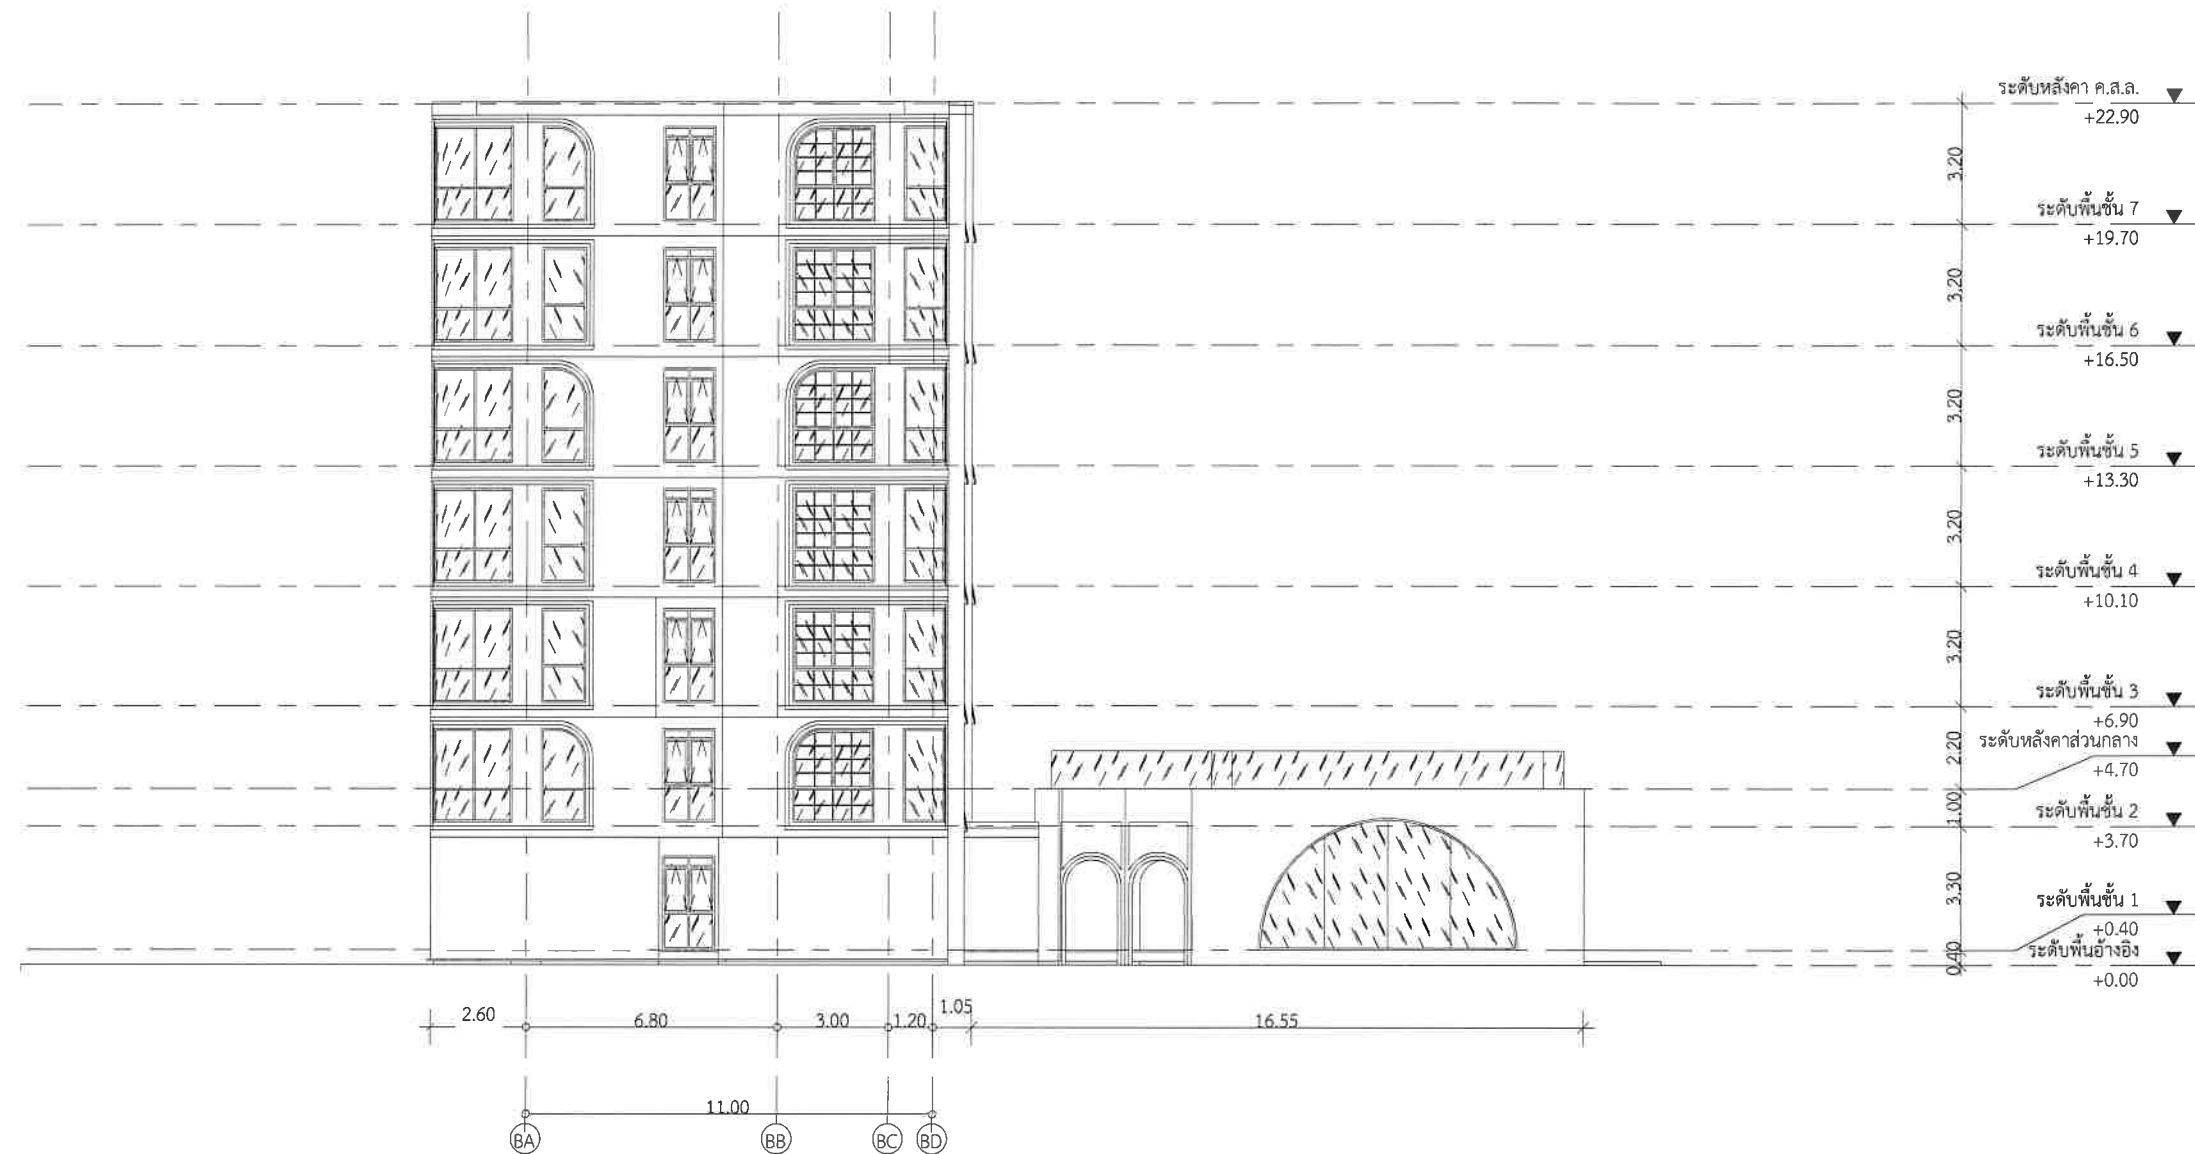 ระดับหลังคา ค.ส.ล.
+22.90
3.20
ระดับพื้นชั้น 7
+19.70
3.20
ระดับพื้นชั้น 6
+16.50
3.20
ระดับพื้นชั้น 5
+13.30
3.20
ระดับพื้นชั้น 4
+10.10
3.20
ระดับพื้นชั้น 3
+6.90
2.20
ระดับหลังคาส่วนกลาง
+4.70
1.00
ระดับพื้นชั้น 2
+3.70
3.30
ระดับพื้นชั้น 1
+0.40
0.40
ระดับพื้นอ้างอิง
+0.00
2.60 6.80 3.00 1.20 1.05 16.55
11.00
BA BB BC BD